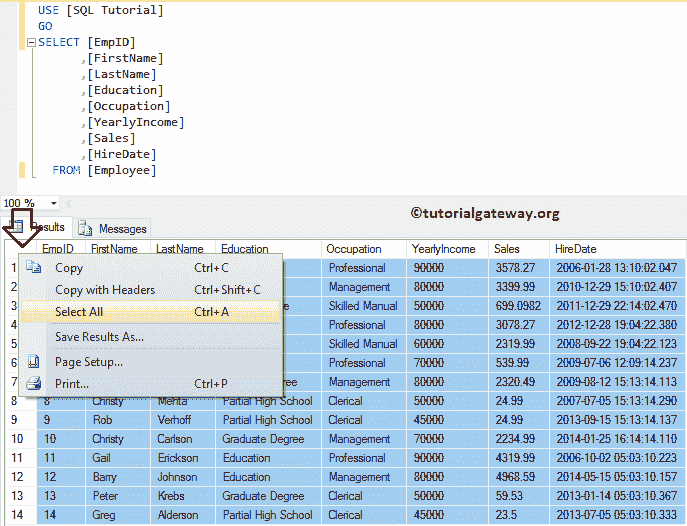 USE [SQL Tutorial]
GO
SELECT [EmpID]
,[FirstName]
,[LastName]
,[Education]
,[Occupation]
,[YearlyIncome]
,[Sales]
,[HireDate]
FROM [Employee]
100 %
©tutorialgateway.org
Results Messages
EmpID FirstName LastName Education Occupation YearlyIncome Sales HireDate
1 Copy Ctrl+C Professional 90000 3578.27 2006-01-28 13:10:02.047
2 Copy with Headers Ctrl+Shift+C Management 80000 3399.99 2010-12-29 15:10:02.407
3 Select All Ctrl+A Skilled Manual 50000 699.0982 2011-12-29 22:14:02.470
4 Professional 80000 3078.27 2012-12-28 19:04:22.380
5 Save Results As... Skilled Manual 60000 2319.99 2008-09-22 19:04:22.123
6 Page Setup... Professional 70000 539.99 2009-07-06 12:09:14.237
7 Print... Ctrl+P Degree Management 80000 2320.49 2009-08-12 15:13:14.113
8 8 Christy Mehta Partial High School Clerical 50000 24.99 2007-07-05 15:13:14.290
9 9 Rob Verhoff Partial High School Clerical 45000 24.99 2013-09-15 15:13:14.137
10 10 Christy Carlson Graduate Degree Management 70000 2234.99 2014-01-25 16:14:14.110
11 11 Gail Erickson Education Professional 90000 4319.99 2006-10-02 05:03:10.223
12 12 Barry Johnson Education Management 80000 4968.59 2014-05-15 05:03:10.157
13 13 Peter Krebs Graduate Degree Clerical 50000 59.53 2013-01-14 05:03:10.367
14 14 Greg Alderson Partial High School Clerical 45000 23.5 2013-07-05 05:03:10.333